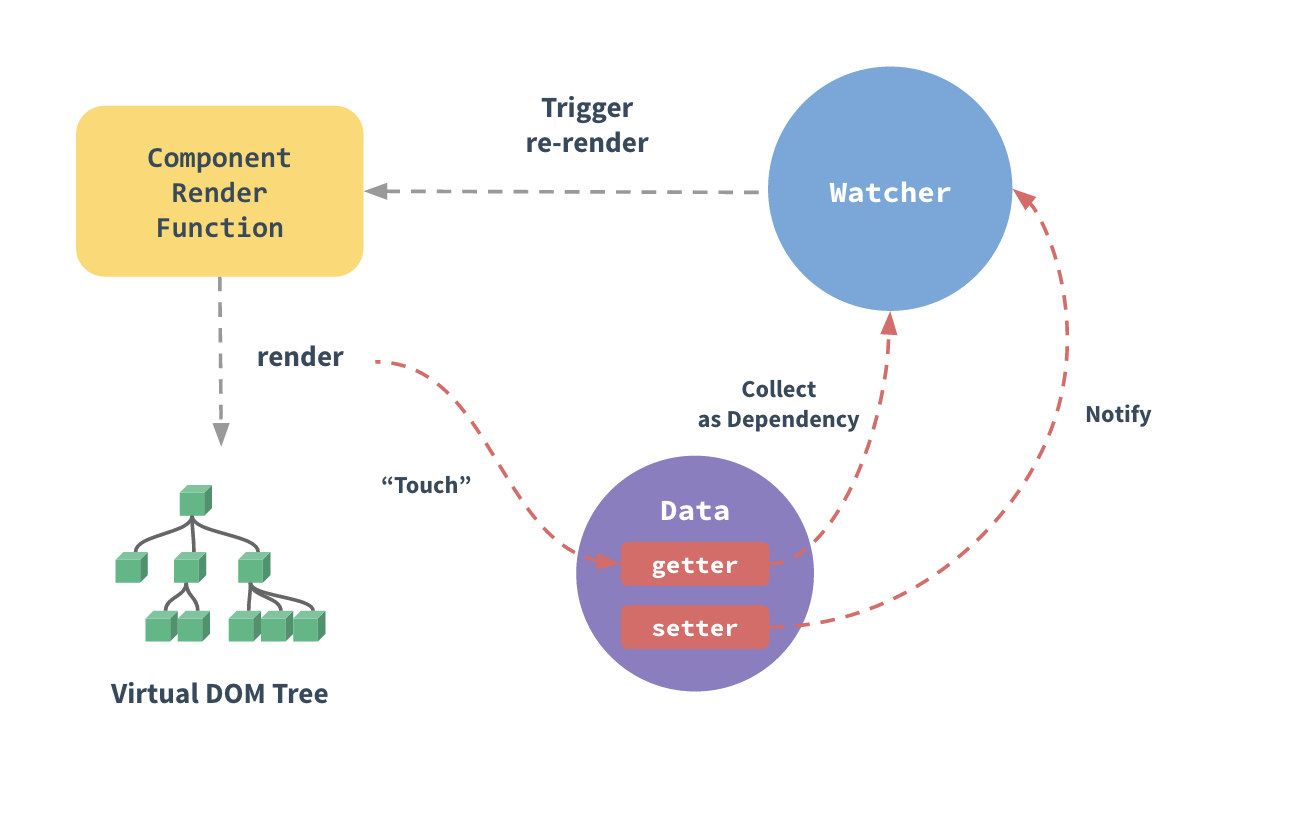 Trigger
re-render
Component
Render
Function
Watcher
render
Collect
as Dependency
Notify
“Touch”
Data
getter
setter
Virtual DOM Tree